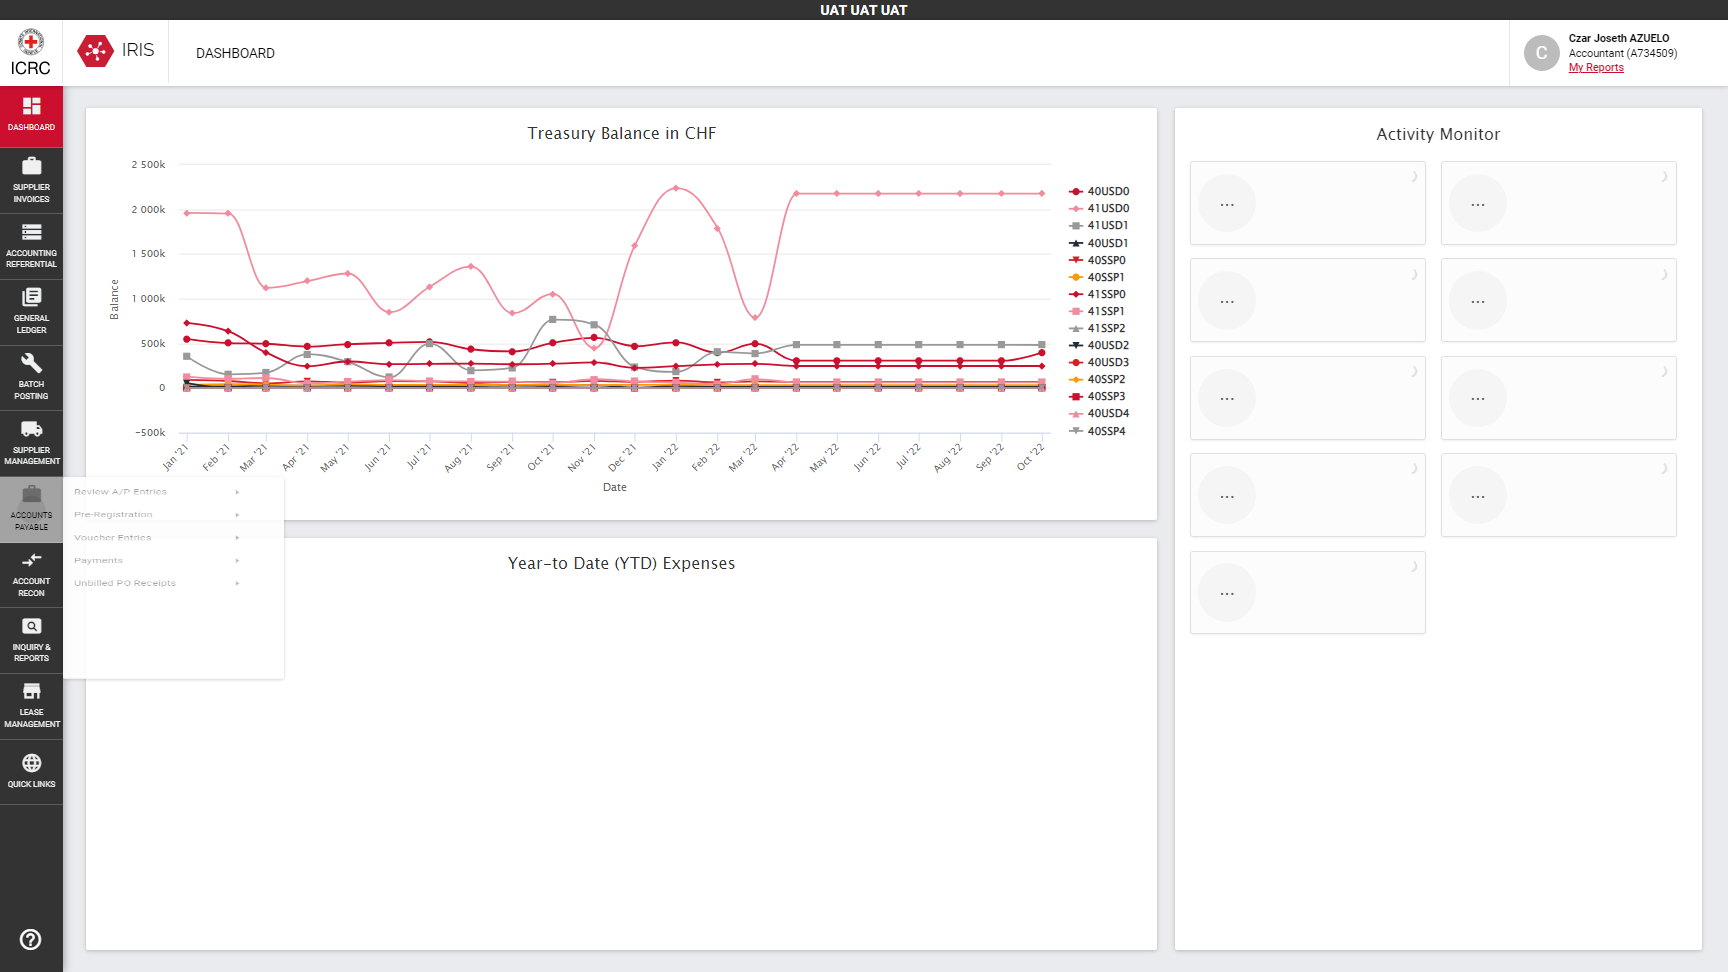 UAT UAT UAT
ICRC
IRIS
DASHBOARD
Czar Joseth AZUELO
Accountant (A734509)
My Reports
DASHBOARD
SUPPLIER
INVOICES
ACCOUNTING
REFERENTIAL
GENERAL
LEDGER
BATCH
POSTING
SUPPLIER
MANAGEMENT
ACCOUNTS
PAYABLE
ACCOUNT
RECON
INQUIRY &
REPORTS
LEASE
MANAGEMENT
QUICK LINKS
Review A/P Entries
Pre-Registration
Voucher Entries
Payments
Unbilled PO Receipts
Treasury Balance in CHF
2 500k
2 000k
1 500k
1 000k
500k
0
-500k
Balance
Jan '21
Feb '21
Mar '21
Apr '21
May '21
Jun '21
Jul '21
Aug '21
Sep '21
Oct '21
Nov '21
Dec '21
Jan '22
Feb '22
Mar '22
Apr '22
May '22
Jun '22
Jul '22
Aug '22
Sep '22
Oct '22
Date
40USD0
41USD0
41USD1
40USD1
40SSP0
40SSP1
41SSP0
41SSP1
41SSP2
40USD2
40USD3
40SSP2
40SSP3
40USD4
40SSP4
Year-to Date (YTD) Expenses
Activity Monitor
...
...
...
...
...
...
...
...
...